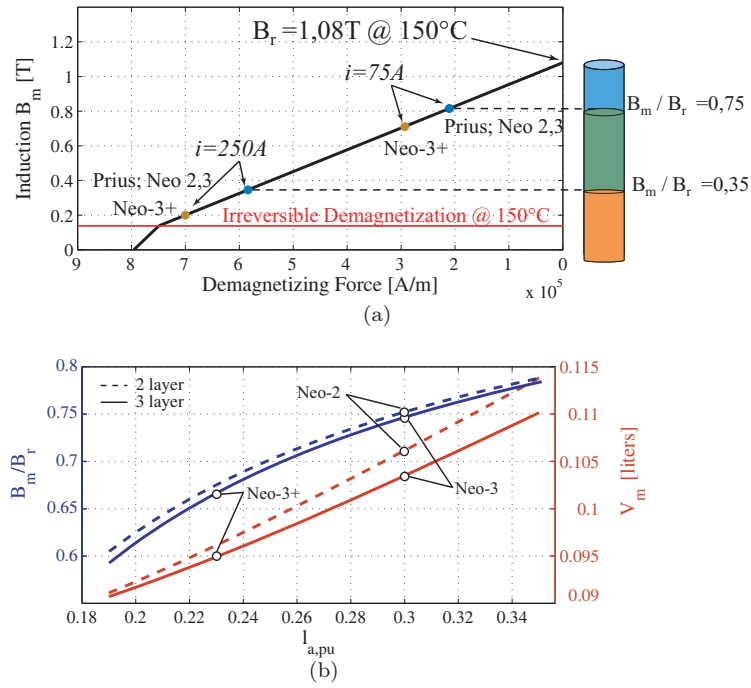 B_r=1,08T @ 150°C
1.2
1
0.8
0.6
0.4
0.2
0
Induction B_m [T]
i=75A
Prius; Neo 2,3
Neo-3+
i=250A
Prius; Neo 2,3
Neo-3+
Irreversible Demagnetization @ 150°C
B_m / B_r =0,75
B_m / B_r =0,35
9
8
7
6
5
4
3
2
1
0
Demagnetizing Force [A/m]
x 10^5
(a)
0.8
0.75
0.7
0.65
0.6
B_m/B_r
2 layer
3 layer
Neo-2
Neo-3
Neo-3+
0.115
0.11
0.105
0.1
0.095
0.09
V_m [liters]
0.2
0.22
0.24
0.26
0.28
0.3
0.32
0.34
l_a,pu
(b)